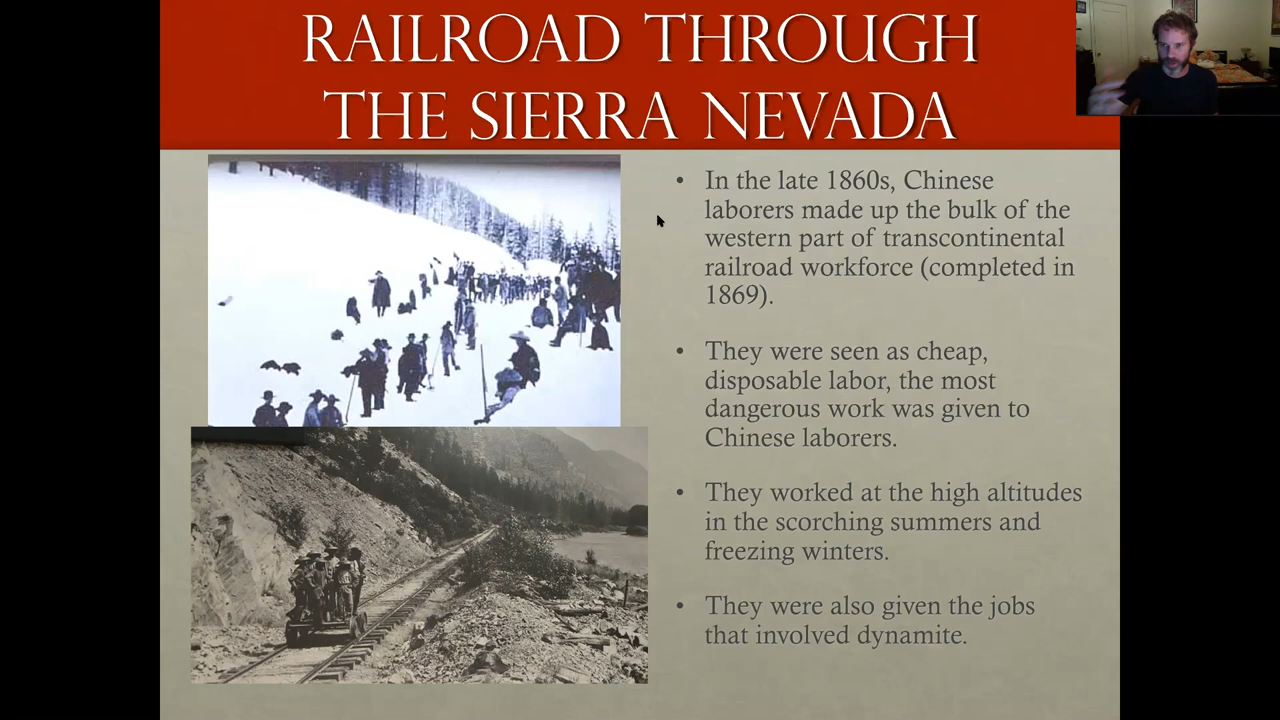 RAILROAD THROUGH
THE SIERRA NEVADA
• In the late 1860s, Chinese
laborers made up the bulk of the
western part of transcontinental
railroad workforce (completed in
1869).
• They were seen as cheap,
disposable labor, the most
dangerous work was given to
Chinese laborers.
• They worked at the high altitudes
in the scorching summers and
freezing winters.
• They were also given the jobs
that involved dynamite.